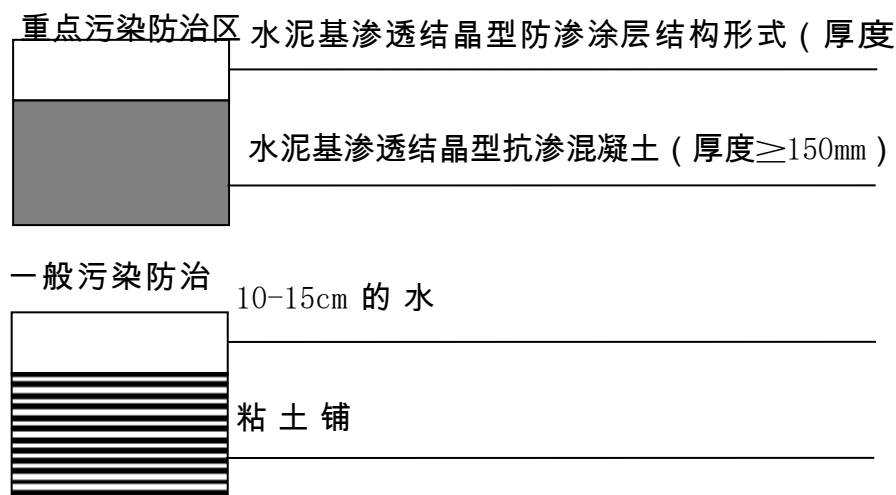 重点污染防治区 水泥基渗透结晶型防渗涂层结构形式（厚度
水泥基渗透结晶型抗渗混凝土（厚度≥150mm）
一般污染防治
10-15cm 的 水
粘 土 铺